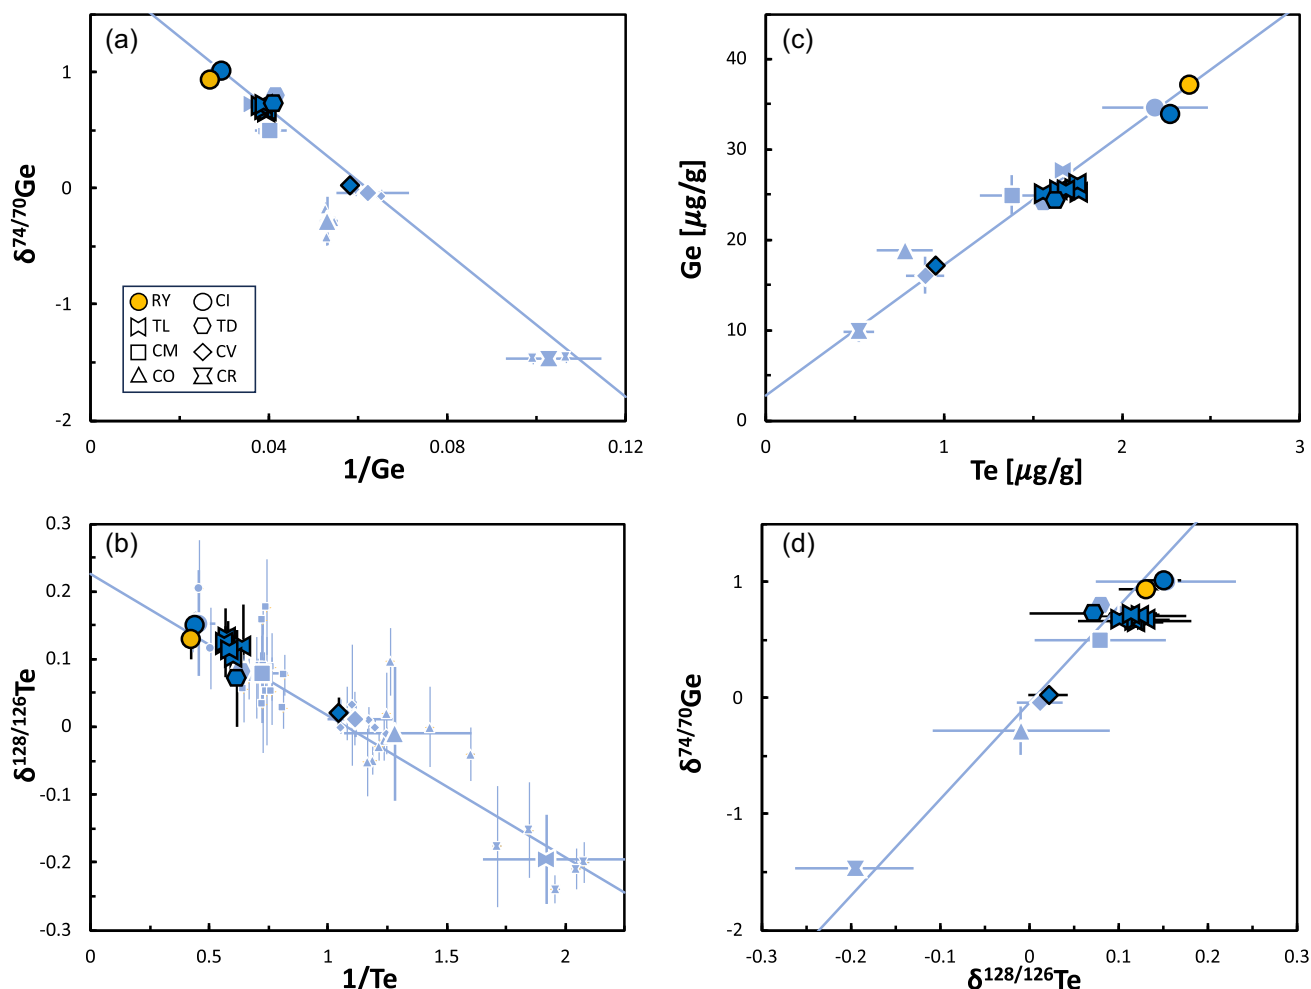 (a)
1
0
-1
-2
δ74/70Ge
RY CI
TL TD
CM CV
CO CR
0 0.04 0.08 0.12
1/Ge
(c)
40
30
20
10
0
Ge [μg/g]
0 1 2 3
Te [μg/g]
(b)
0.3
0.2
0.1
0
-0.1
-0.2
-0.3
δ128/126Te
0 0.5 1 1.5 2
1/Te
(d)
2
1
0
-1
-2
δ74/70Ge
-0.3 -0.2 -0.1 0 0.1 0.2 0.3
δ128/126Te